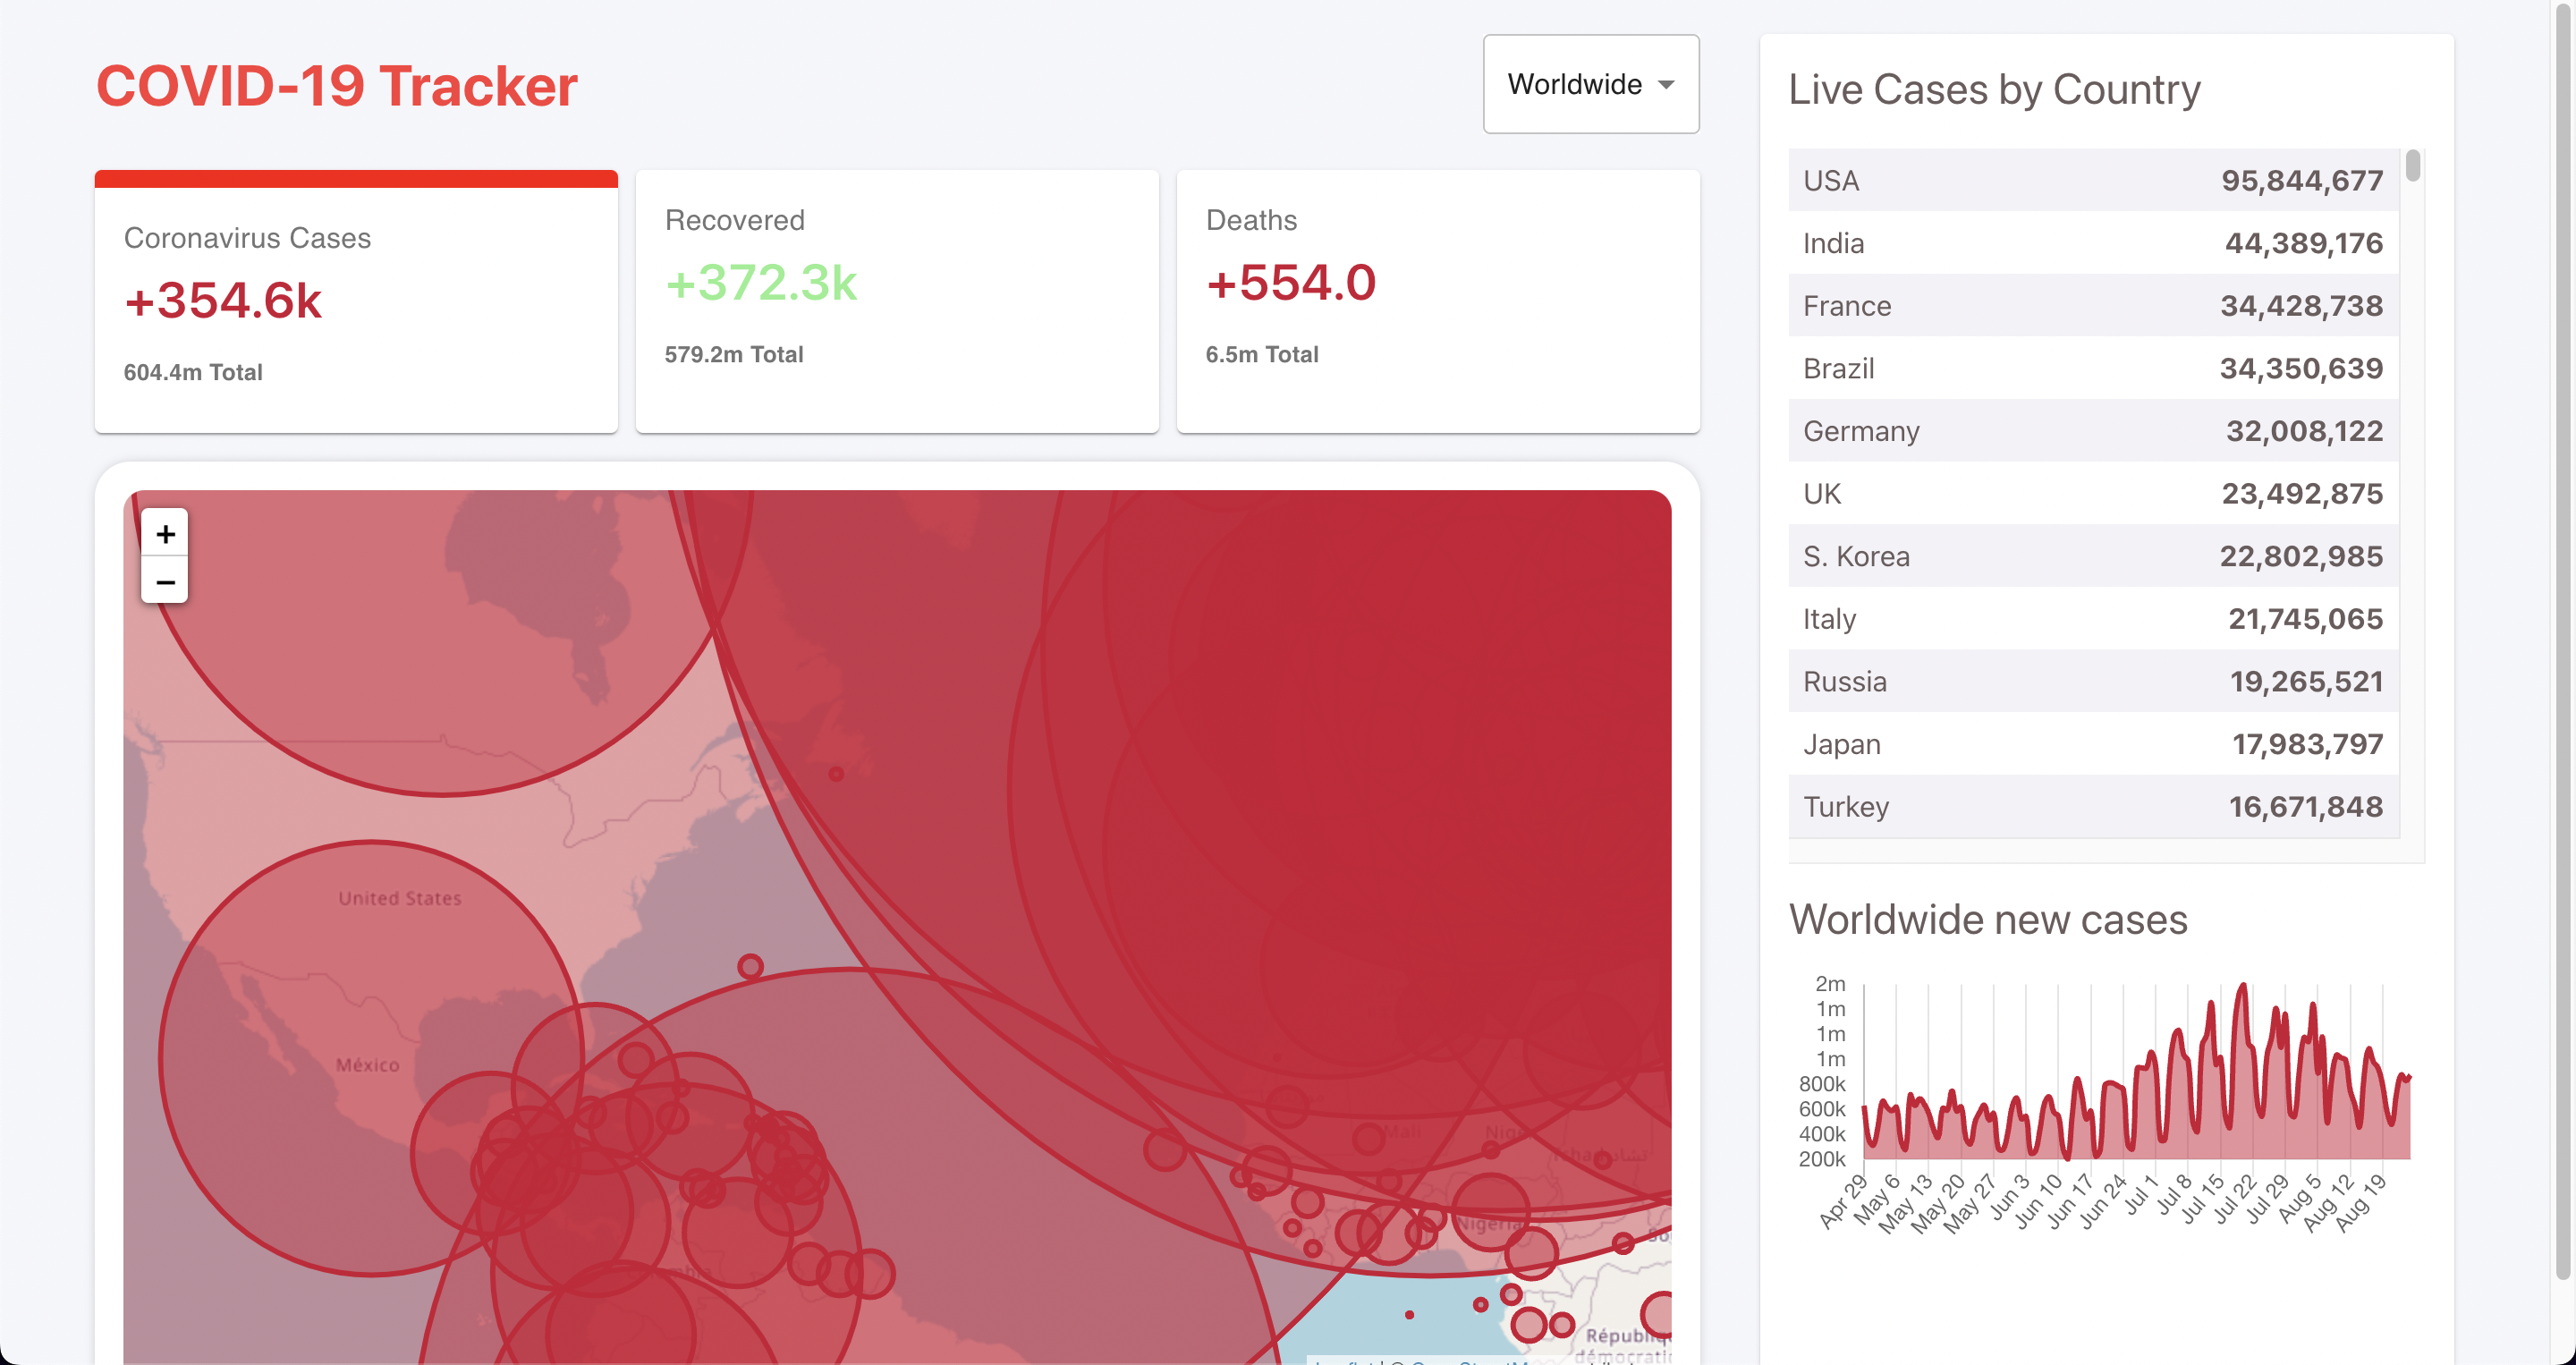 COVID-19 Tracker
Worldwide
Coronavirus Cases
+354.6k
604.4m Total
Recovered
+372.3k
579.2m Total
Deaths
+554.0
6.5m Total
+
−
United States
México
Mali
Nigeria
Tchad تشاد
Républiq
démocrati
Live Cases by Country
USA 95,844,677
India 44,389,176
France 34,428,738
Brazil 34,350,639
Germany 32,008,122
UK 23,492,875
S. Korea 22,802,985
Italy 21,745,065
Russia 19,265,521
Japan 17,983,797
Turkey 16,671,848
Worldwide new cases
2m
1m
1m
1m
800k
600k
400k
200k
Apr 29
May 6
May 13
May 20
May 27
Jun 3
Jun 10
Jun 17
Jun 24
Jul 1
Jul 8
Jul 15
Jul 22
Jul 29
Aug 5
Aug 12
Aug 19